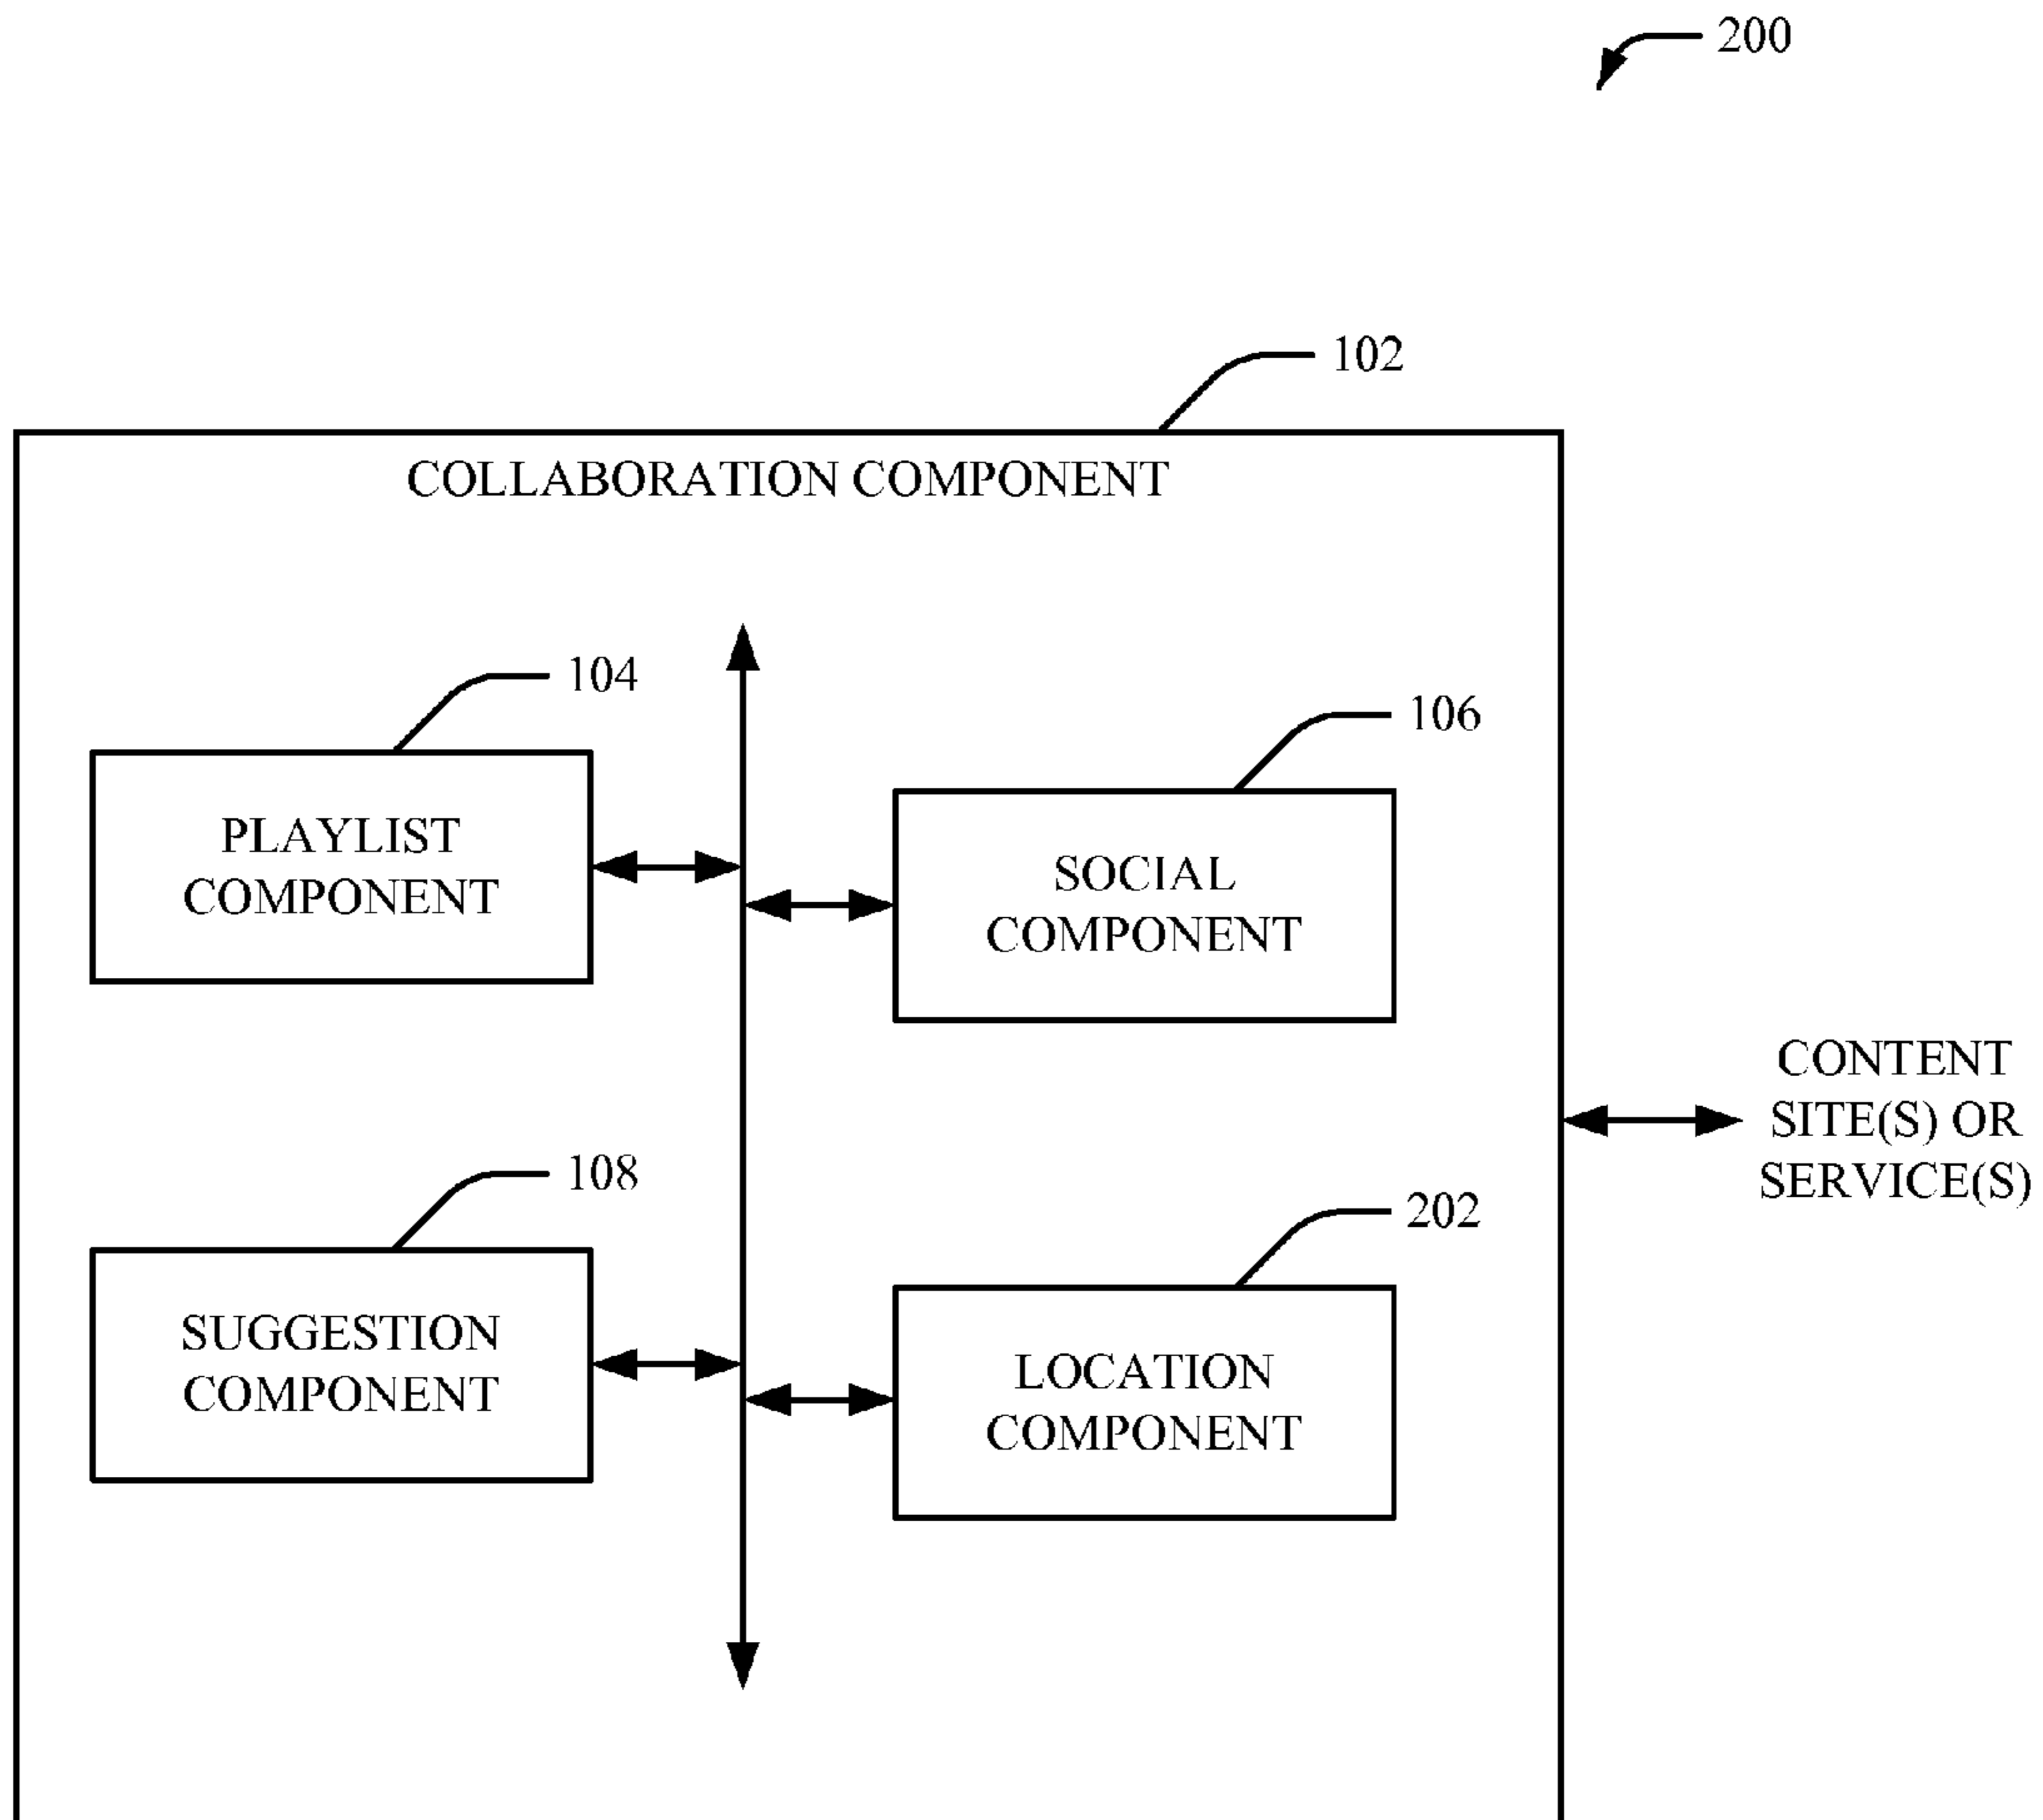 200
102
COLLABORATION COMPONENT
104
106
PLAYLIST
COMPONENT
SOCIAL
COMPONENT
CONTENT
SITE(S) OR
SERVICE(S)
108
202
SUGGESTION
COMPONENT
LOCATION
COMPONENT